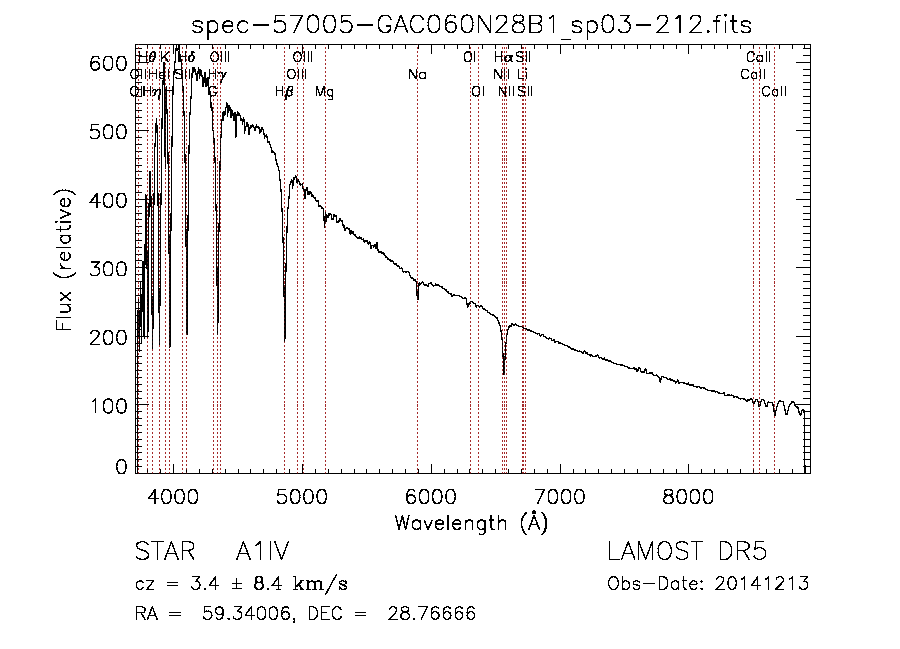 spec-57005-GAC060N28B1_sp03-212.fits
Hθ K Hδ OIII OIII OI Hα SII CaII
OII HeI SII Hγ OIII Na NII Li CaII
OII Hη H G Hβ Mg OI NII SII CaII
600
500
400
300
200
100
0
Flux (relative)
4000 5000 6000 7000 8000
Wavelength (Å)
STAR A1IV LAMOST DR5
cz = 3.4 ± 8.4 km/s Obs-Date: 20141213
RA = 59.34006, DEC = 28.76666